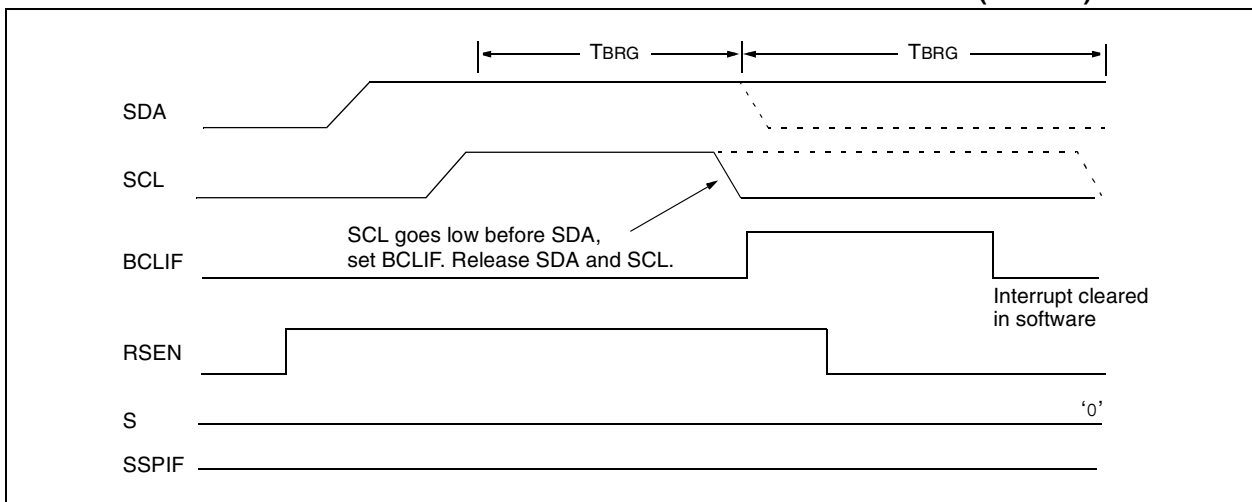 TBRG TBRG
SDA
SCL
SCL goes low before SDA,
set BCLIF. Release SDA and SCL.
BCLIF
Interrupt cleared
in software
RSEN
S ‘0’
SSPIF